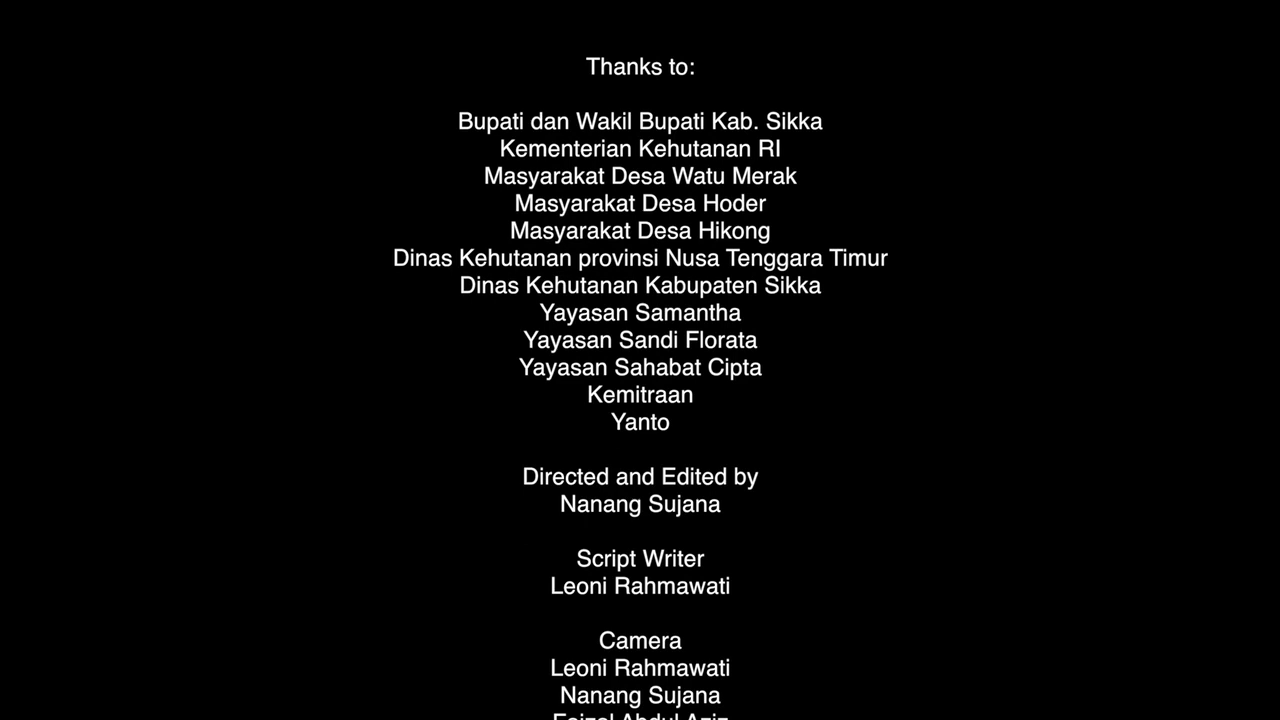 Thanks to:
Bupati dan Wakil Bupati Kab. Sikka
Kementerian Kehutanan RI
Masyarakat Desa Watu Merak
Masyarakat Desa Hoder
Masyarakat Desa Hikong
Dinas Kehutanan provinsi Nusa Tenggara Timur
Dinas Kehutanan Kabupaten Sikka
Yayasan Samantha
Yayasan Sandi Florata
Yayasan Sahabat Cipta
Kemitraan
Yanto
Directed and Edited by
Nanang Sujana
Script Writer
Leoni Rahmawati
Camera
Leoni Rahmawati
Nanang Sujana